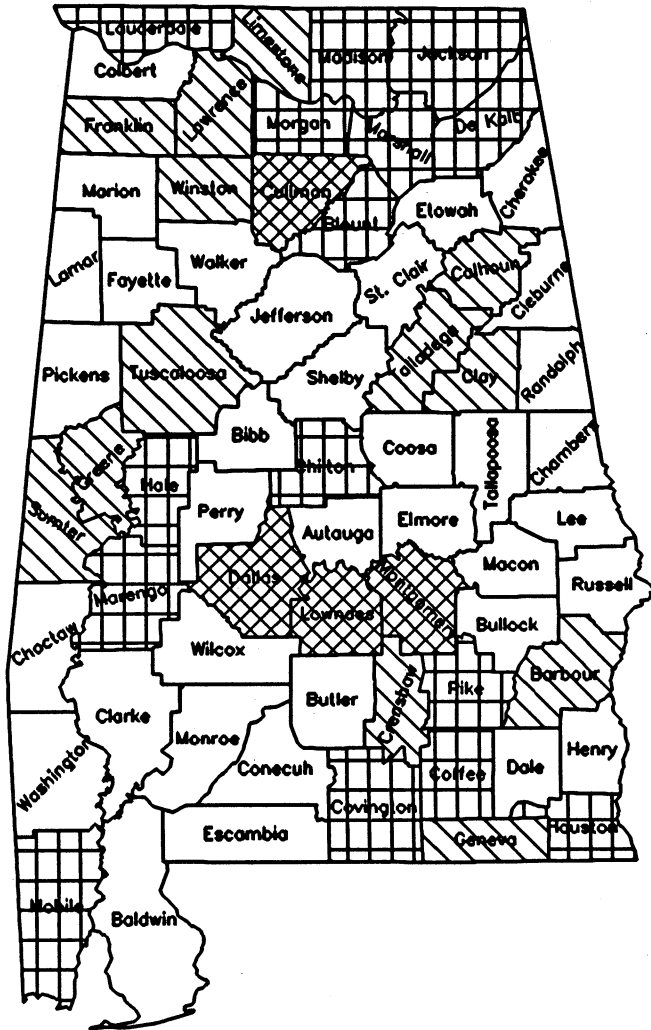 Lauderdale
Limestone
Madison
Jackson
Colbert
Lawrence
Franklin
Morgan
Marshall
De Kalb
Cherokee
Marion
Winston
Cullman
Blount
Etowah
Lamar
Fayette
Walker
St. Clair
Calhoun
Cleburne
Jefferson
Talladega
Pickens
Tuscaloosa
Shelby
Clay
Randolph
Bibb
Coosa
Tallapoosa
Chambers
Greene
Hale
Chilton
Sumter
Perry
Autauga
Elmore
Lee
Dallas
Montgomery
Macon
Russell
Marengo
Lowndes
Bullock
Choctaw
Wilcox
Barbour
Pike
Butler
Crenshaw
Clarke
Monroe
Henry
Washington
Conecuh
Coffee
Dale
Covington
Escambia
Geneva
Houston
Mobile
Baldwin